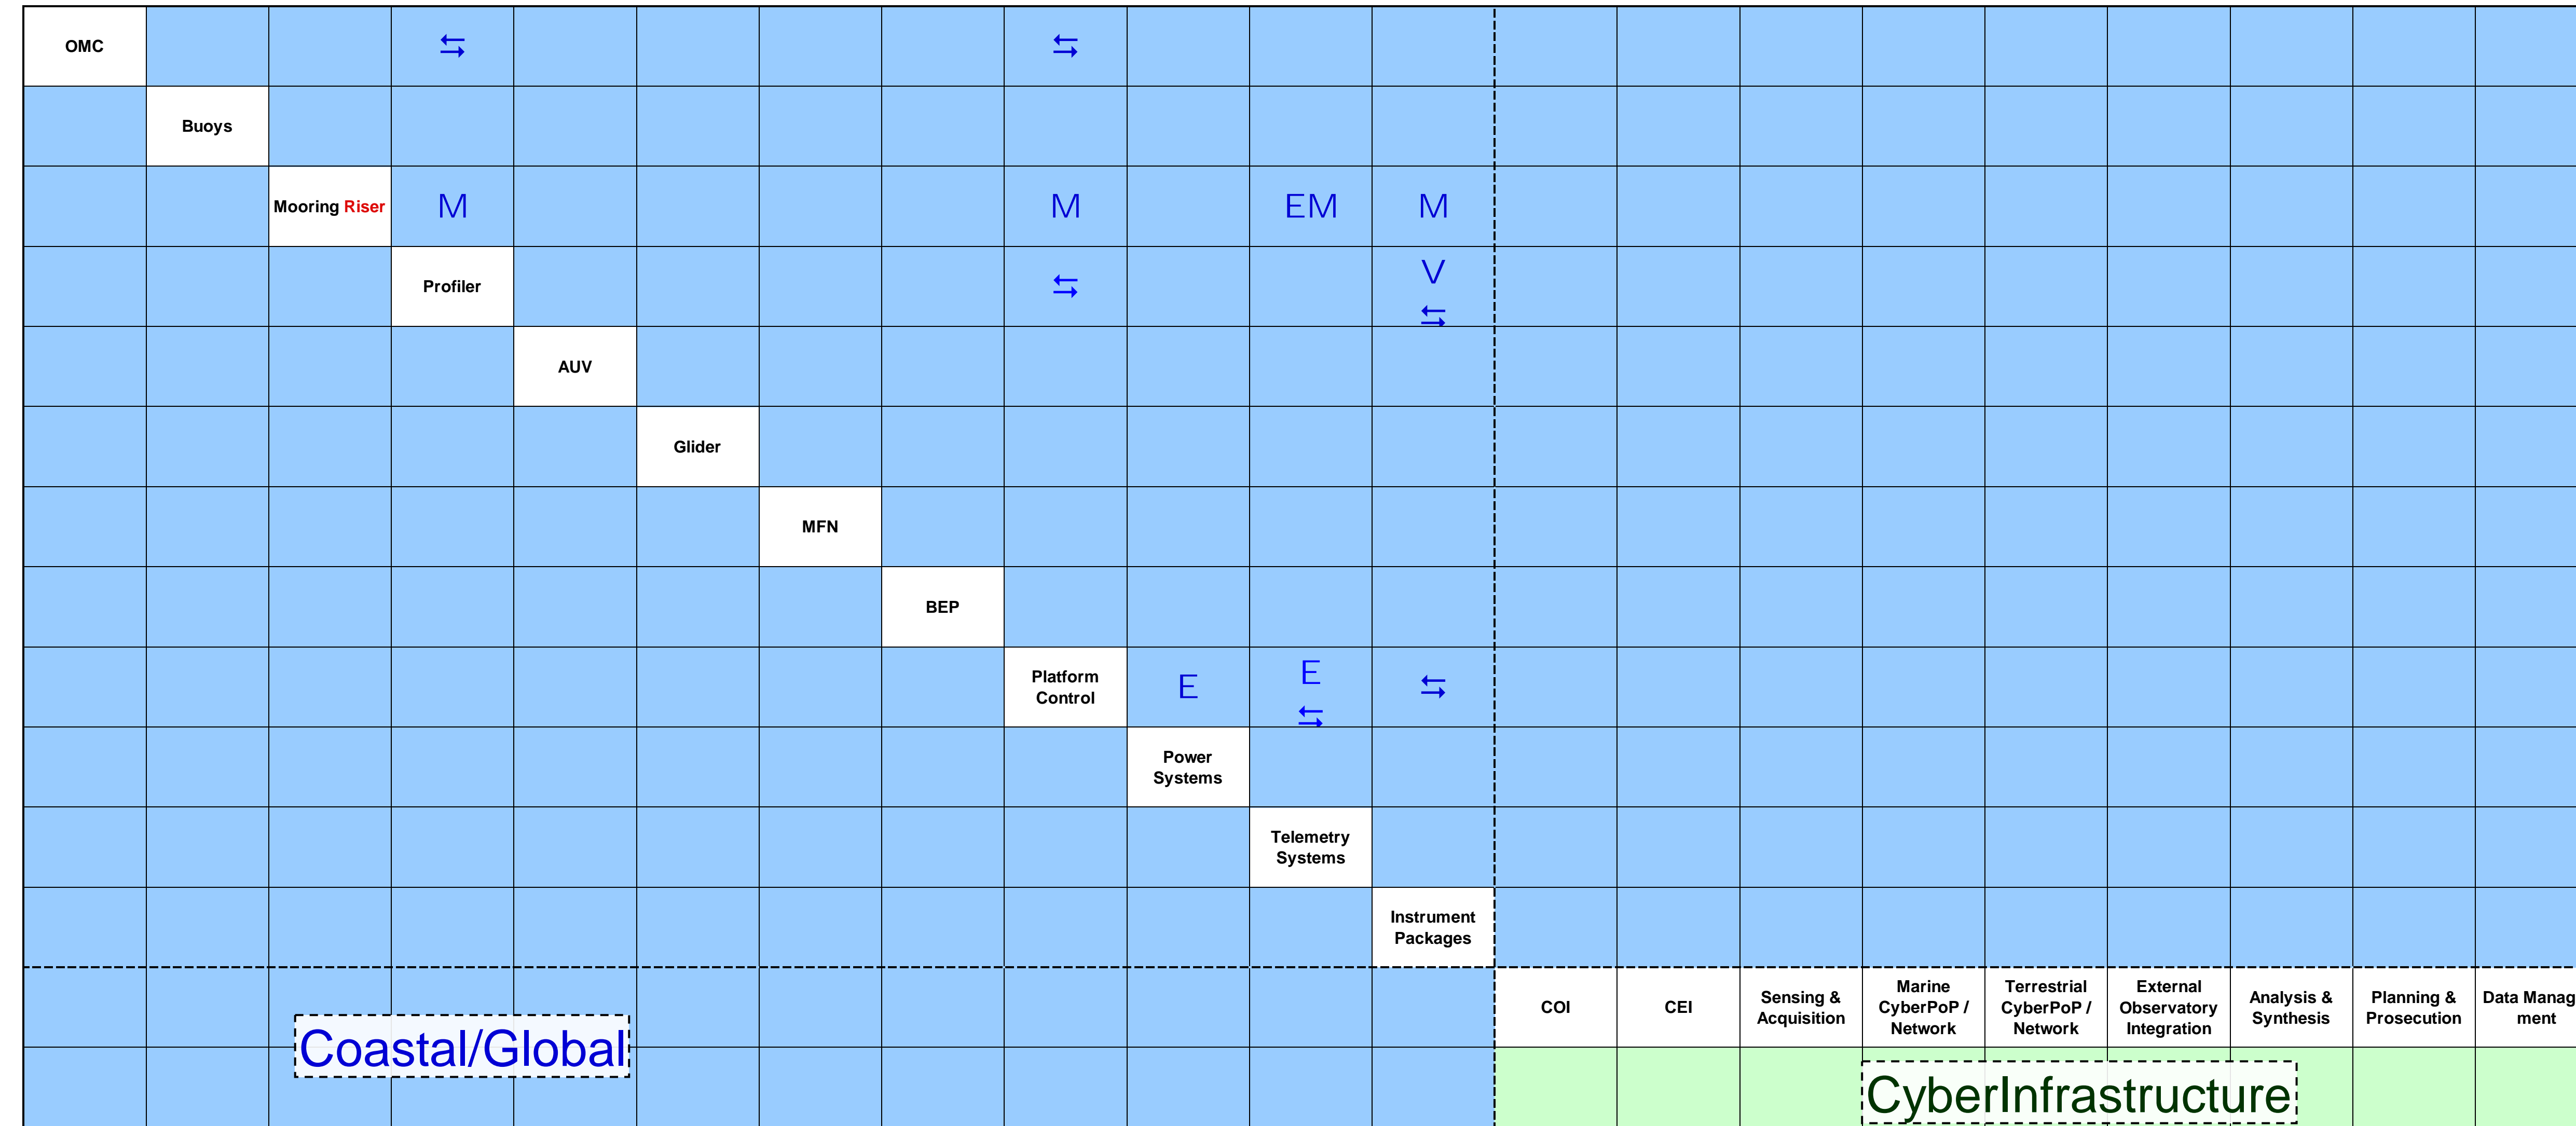 OMC ⇆ ⇆
Buoys
Mooring Riser M M EM M
Profiler ⇆ V
⇆
AUV
Glider
MFN
BEP
Platform
Control E E ⇆
⇆
Power
Systems
Telemetry
Systems
Instrument
Packages
COI
CEI
Sensing &
Acquisition
Marine
CyberPoP /
Network
Terrestrial
CyberPoP /
Network
External
Observatory
Integration
Analysis &
Synthesis
Planning &
Prosecution
Data Manag
ment
Coastal/Global
CyberInfrastructure